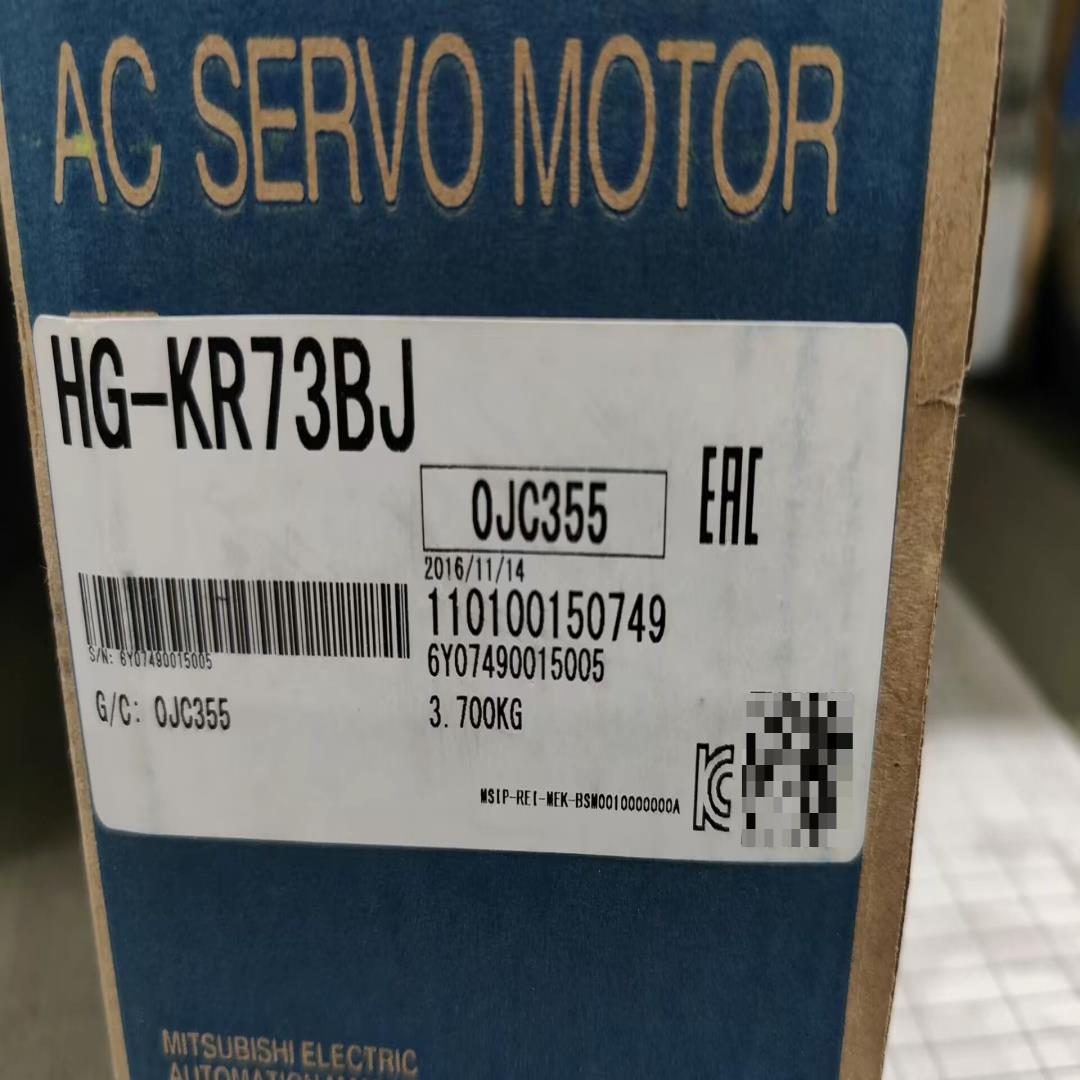 AC SERVO MOTOR
HG-KR73BJ
0JC355
EAC
2016/11/14
110100150749
S/N: 6Y07490015005
6Y07490015005
G/C: 0JC355
3.700KG
MSIP-REI-MEK-BSM0010000000A
MITSUBISHI ELECTRIC
AUTOMATION